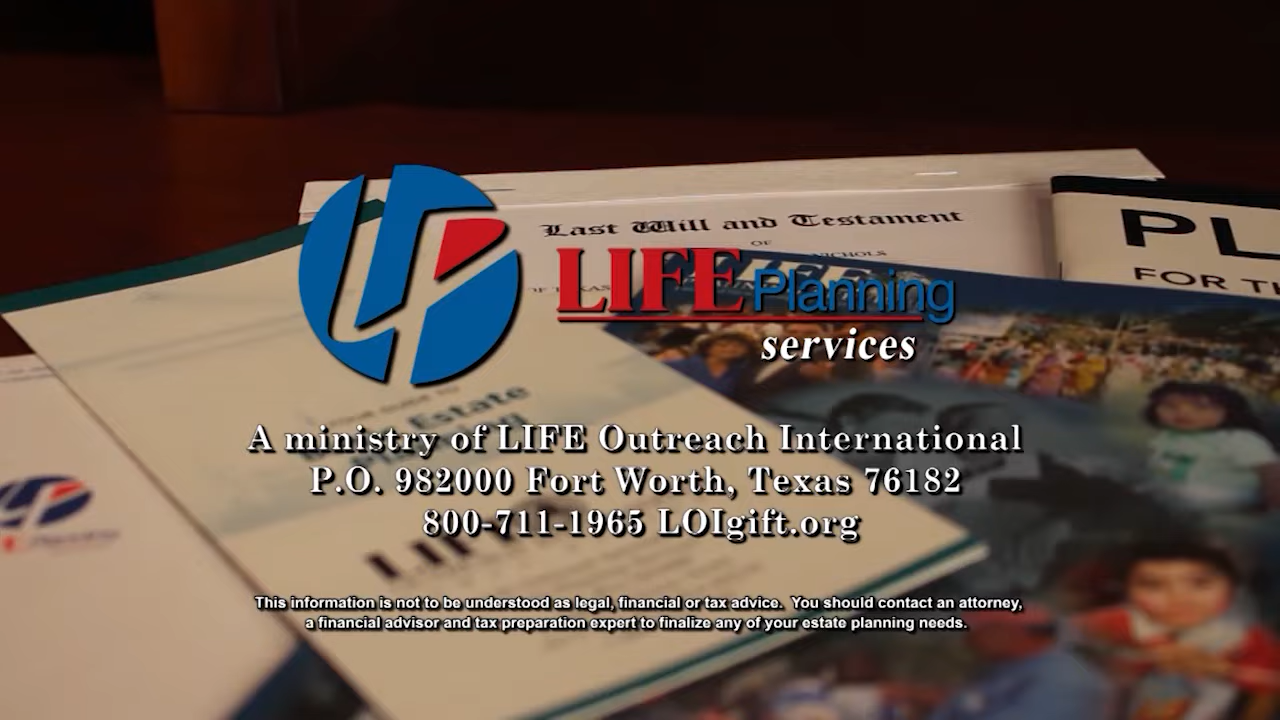 Last Will and Testament
OF
NICHOLS
PL
FOR TH
LIFE Planning
services
Estate
A ministry of LIFE Outreach International
P.O. 982000 Fort Worth, Texas 76182
800-711-1965 LOIgift.org
This information is not to be understood as legal, financial or tax advice. You should contact an attorney,
a financial advisor and tax preparation expert to finalize any of your estate planning needs.